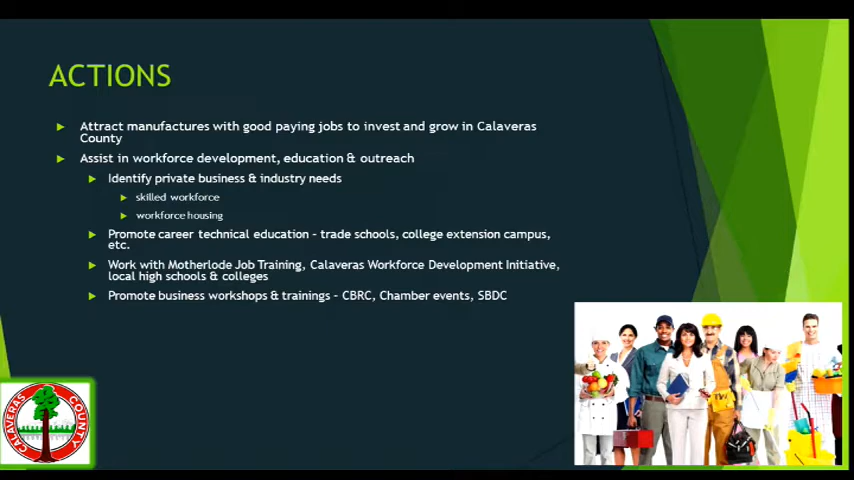 ACTIONS
Attract manufactures with good paying jobs to invest and grow in Calaveras
County
Assist in workforce development, education & outreach
Identify private business & industry needs
skilled workforce
workforce housing
Promote career technical education – trade schools, college extension campus,
etc.
Work with Motherlode Job Training, Calaveras Workforce Development Initiative,
local high schools & colleges
Promote business workshops & trainings – CBRC, Chamber events, SBDC
CALAVERAS COUNTY